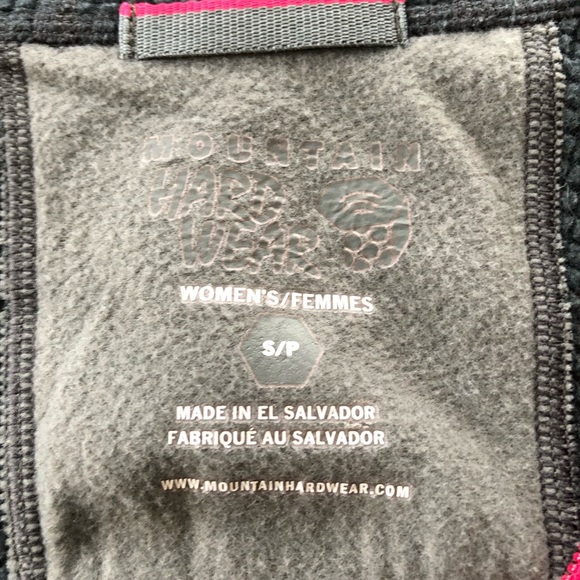 MOUNTAIN
HARD
WEAR
WOMEN'S/FEMMES
S/P
MADE IN EL SALVADOR
FABRIQUÉ AU SALVADOR
WWW.MOUNTAINHARDWEAR.COM